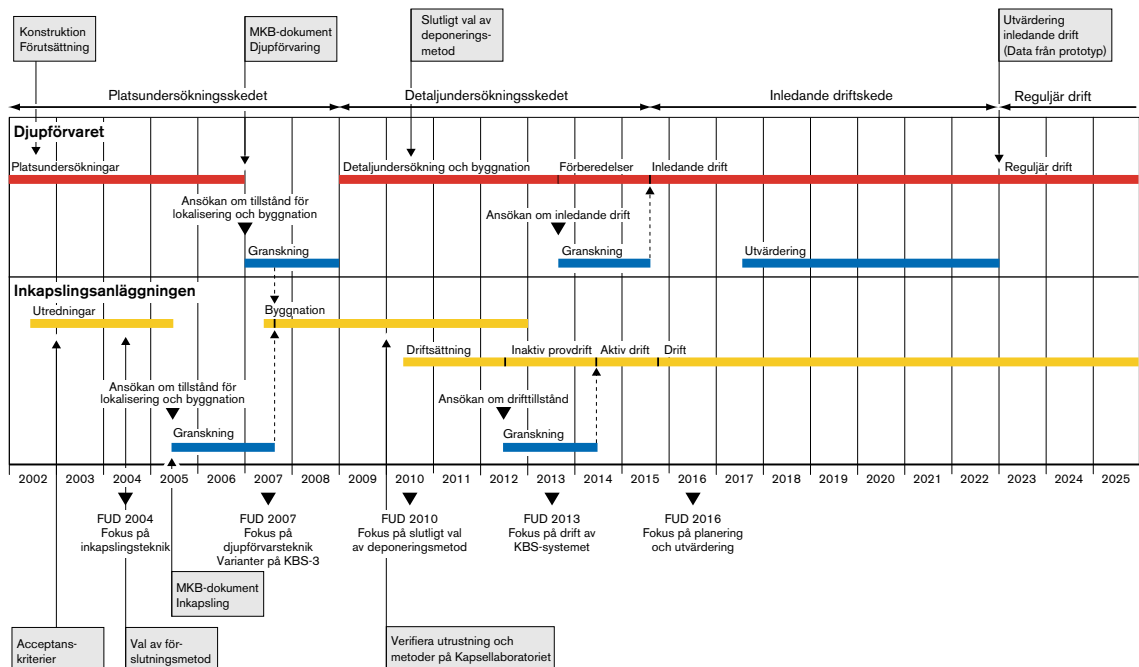 Konstruktion
Förutsättning
MKB-dokument
Djupförvaring
Slutligt val av
deponerings-
metod
Utvärdering
inledande drift
(Data från prototyp)
Platsundersökningsskedet
Detaljundersökningsskedet
Inledande driftskede
Reguljär drift
Djupförvaret
Platsundersökningar
Detaljundersökning och byggnation
Förberedelser
Inledande drift
Reguljär drift
Ansökan om tillstånd för
lokalisering och byggnation
Ansökan om inledande drift
Granskning
Granskning
Utvärdering
Inkapslingsanläggningen
Utredningar
Byggnation
Driftsättning
Inaktiv provdrift
Aktiv drift
Drift
Ansökan om tillstånd för
lokalisering och byggnation
Ansökan om drifttillstånd
Granskning
Granskning
2002 2003 2004 2005 2006 2007 2008 2009 2010 2011 2012 2013 2014 2015 2016 2017 2018 2019 2020 2021 2022 2023 2024 2025
FUD 2004
Fokus på
inkapslingsteknik
FUD 2007
Fokus på
djupförvarsteknik
Varianter på KBS-3
FUD 2010
Fokus på slutligt val
av deponeringsmetod
FUD 2013
Fokus på drift av
KBS-systemet
FUD 2016
Fokus på planering
och utvärdering
MKB-dokument
Inkapsling
Acceptans-
kriterier
Val av för-
slutningsmetod
Verifiera utrustning och
metoder på Kapsellaboratoriet